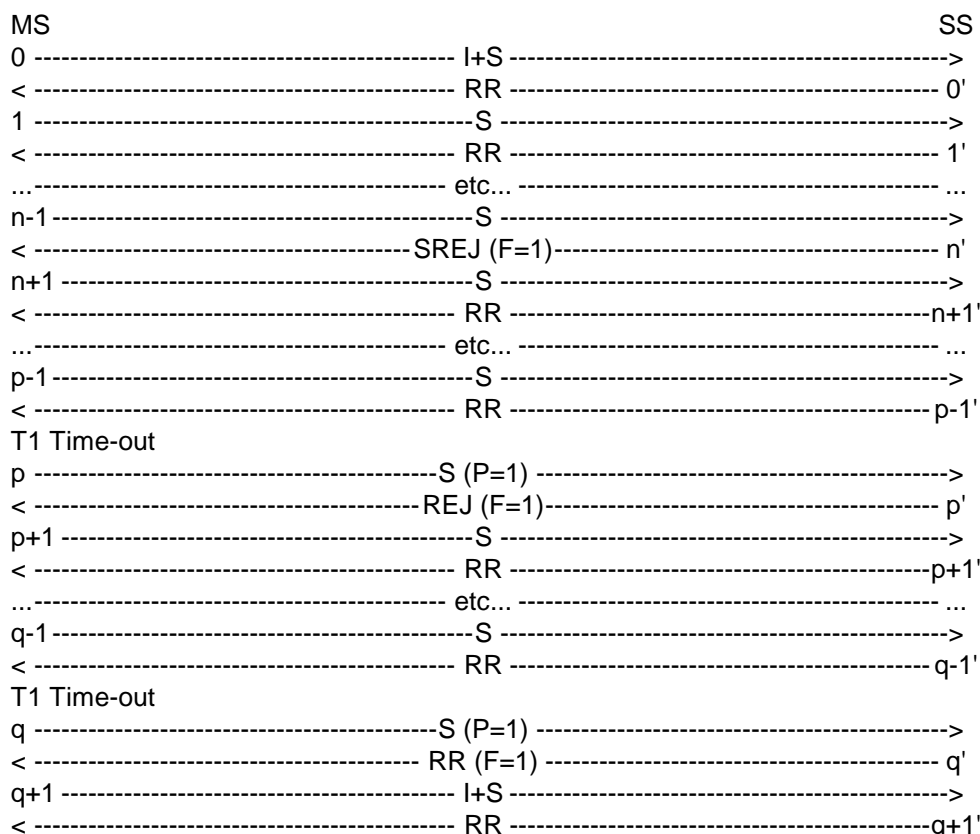 MS SS
0 ---------------------------------------------- I+S ------------------------------------------------>
< ---------------------------------------------- RR ----------------------------------------------- 0'
1 ------------------------------------------------S ------------------------------------------------->
< ---------------------------------------------- RR ----------------------------------------------- 1'
...--------------------------------------------- etc... ---------------------------------------------- ...
n-1----------------------------------------------S ------------------------------------------------->
< -----------------------------------------SREJ (F=1)------------------------------------------ n'
n+1 ---------------------------------------------S ------------------------------------------------->
< ---------------------------------------------- RR ----------------------------------------------n+1'
...--------------------------------------------- etc... ---------------------------------------------- ...
p-1----------------------------------------------S ------------------------------------------------->
< ---------------------------------------------- RR ---------------------------------------------- p-1'
T1 Time-out
p --------------------------------------------S (P=1) --------------------------------------------->
< ------------------------------------------REJ (F=1)------------------------------------------- p'
p+1 ---------------------------------------------S ------------------------------------------------->
< ---------------------------------------------- RR ----------------------------------------------p+1'
...--------------------------------------------- etc... ---------------------------------------------- ...
q-1----------------------------------------------S ------------------------------------------------->
< ---------------------------------------------- RR ---------------------------------------------- q-1'
T1 Time-out
q --------------------------------------------S (P=1) --------------------------------------------->
< ------------------------------------------ RR (F=1) ------------------------------------------- q'
q+1 ------------------------------------------- I+S ------------------------------------------------>
< ---------------------------------------------- RR ----------------------------------------------q+1'